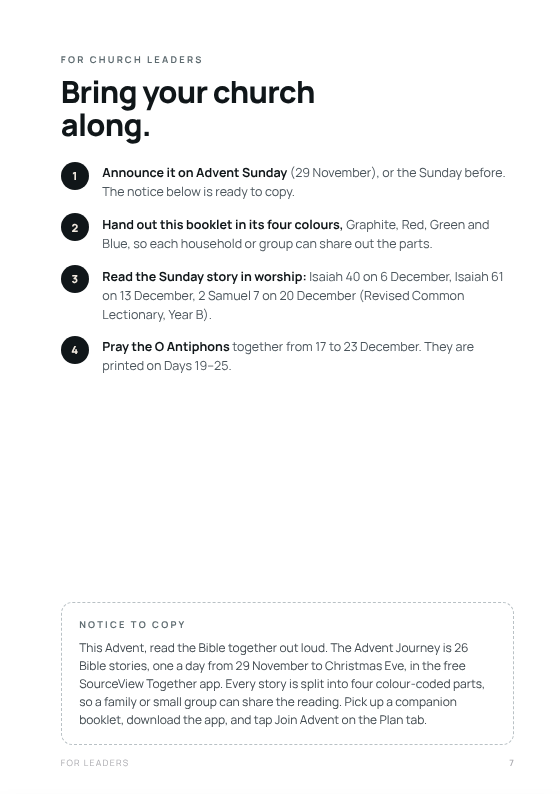 FOR CHURCH LEADERS
Bring your church
along.
1
Announce it on Advent Sunday (29 November), or the Sunday before.
The notice below is ready to copy.
2
Hand out this booklet in its four colours, Graphite, Red, Green and
Blue, so each household or group can share out the parts.
3
Read the Sunday story in worship: Isaiah 40 on 6 December, Isaiah 61
on 13 December, 2 Samuel 7 on 20 December (Revised Common
Lectionary, Year B).
4
Pray the O Antiphons together from 17 to 23 December. They are
printed on Days 19–25.
NOTICE TO COPY
This Advent, read the Bible together out loud. The Advent Journey is 26
Bible stories, one a day from 29 November to Christmas Eve, in the free
SourceView Together app. Every story is split into four colour-coded parts,
so a family or small group can share the reading. Pick up a companion
booklet, download the app, and tap Join Advent on the Plan tab.
FOR LEADERS
7